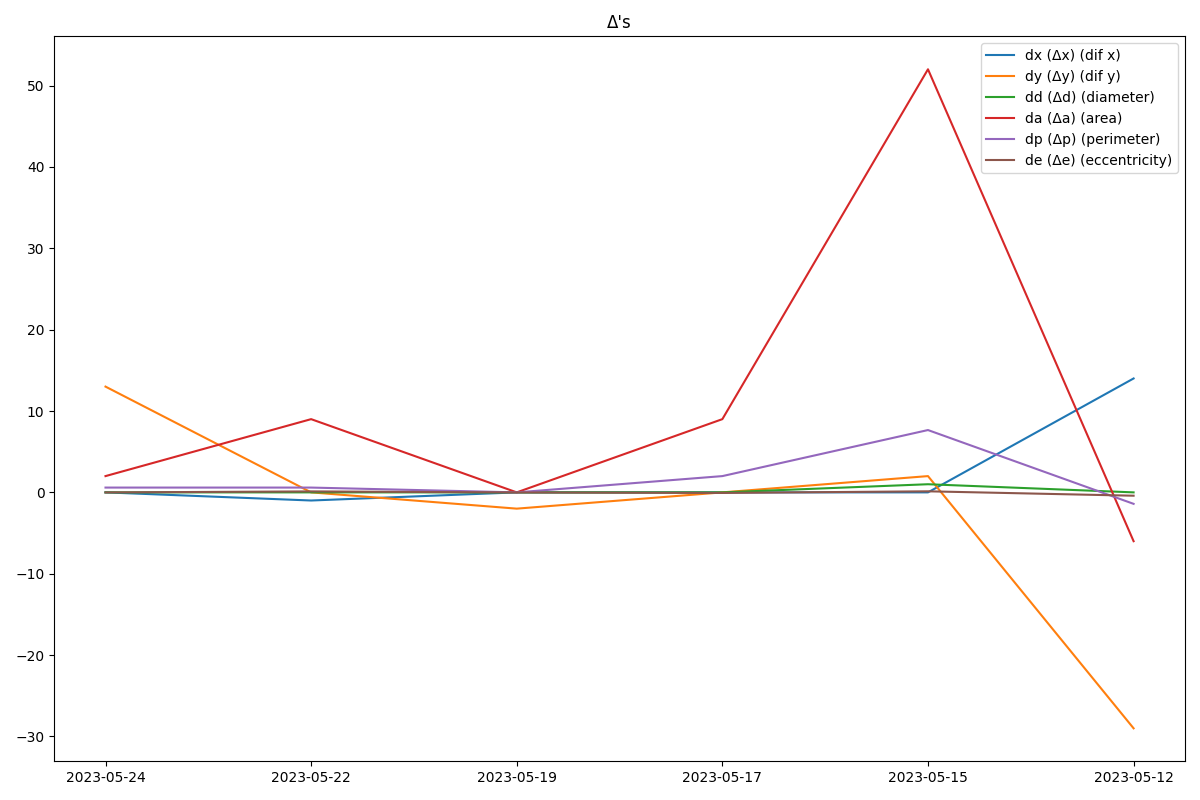 Δ's
dx (Δx) (dif x)
dy (Δy) (dif y)
dd (Δd) (diameter)
da (Δa) (area)
dp (Δp) (perimeter)
de (Δe) (eccentricity)
50
40
30
20
10
0
−10
−20
−30
2023-05-24 2023-05-22 2023-05-19 2023-05-17 2023-05-15 2023-05-12